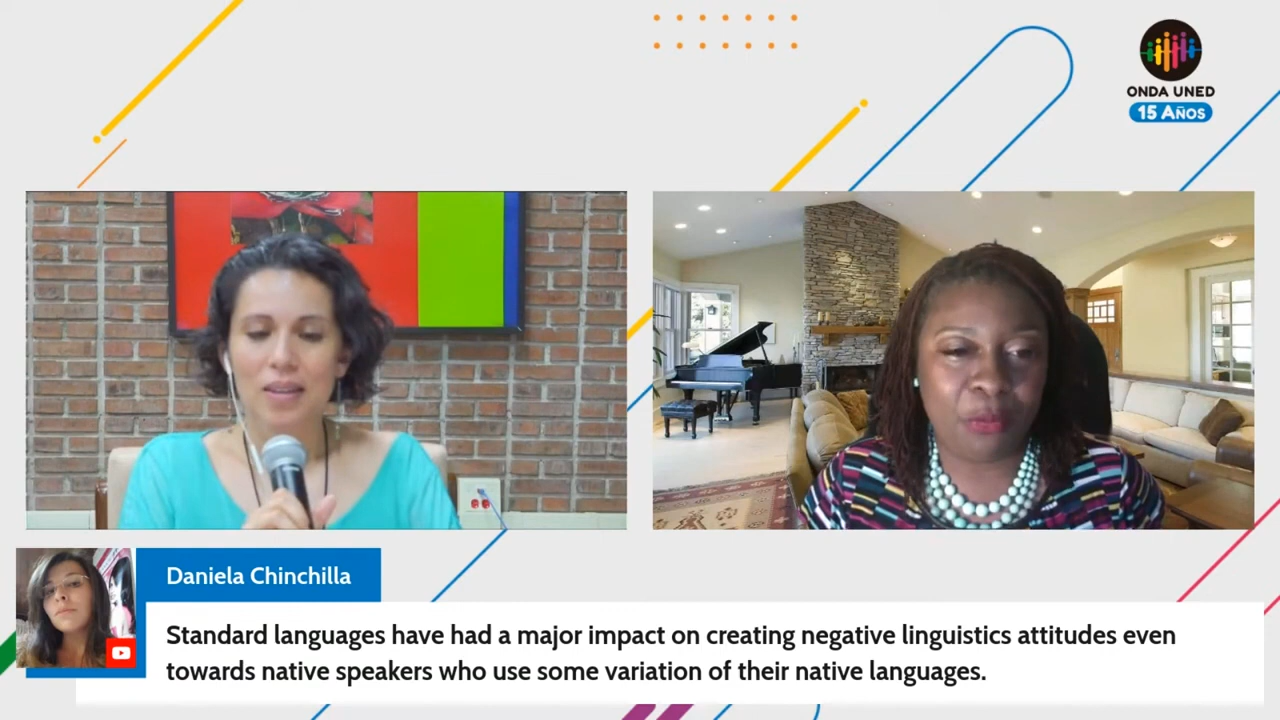 ONDA UNED
15 AÑOS
Daniela Chinchilla
Standard languages have had a major impact on creating negative linguistics attitudes even
towards native speakers who use some variation of their native languages.